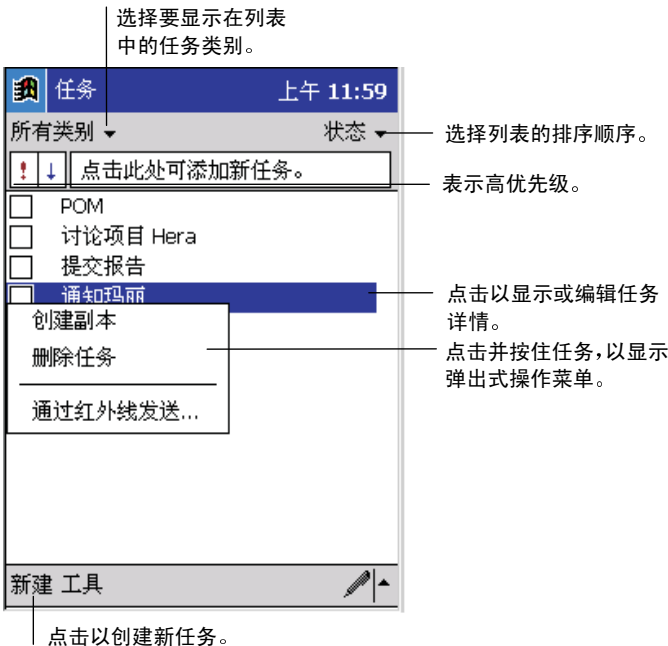 选择要显示在列表
中的任务类别。
任务 上午 11:59
所有类别 状态
选择列表的排序顺序。
! ↓ 点击此处可添加新任务。
表示高优先级。
POM
讨论项目 Hera
提交报告
通知玛丽
点击以显示或编辑任务
详情。
创建副本
删除任务
通过红外线发送...
点击并按住任务，以显示
弹出式操作菜单。
新建 工具
点击以创建新任务。